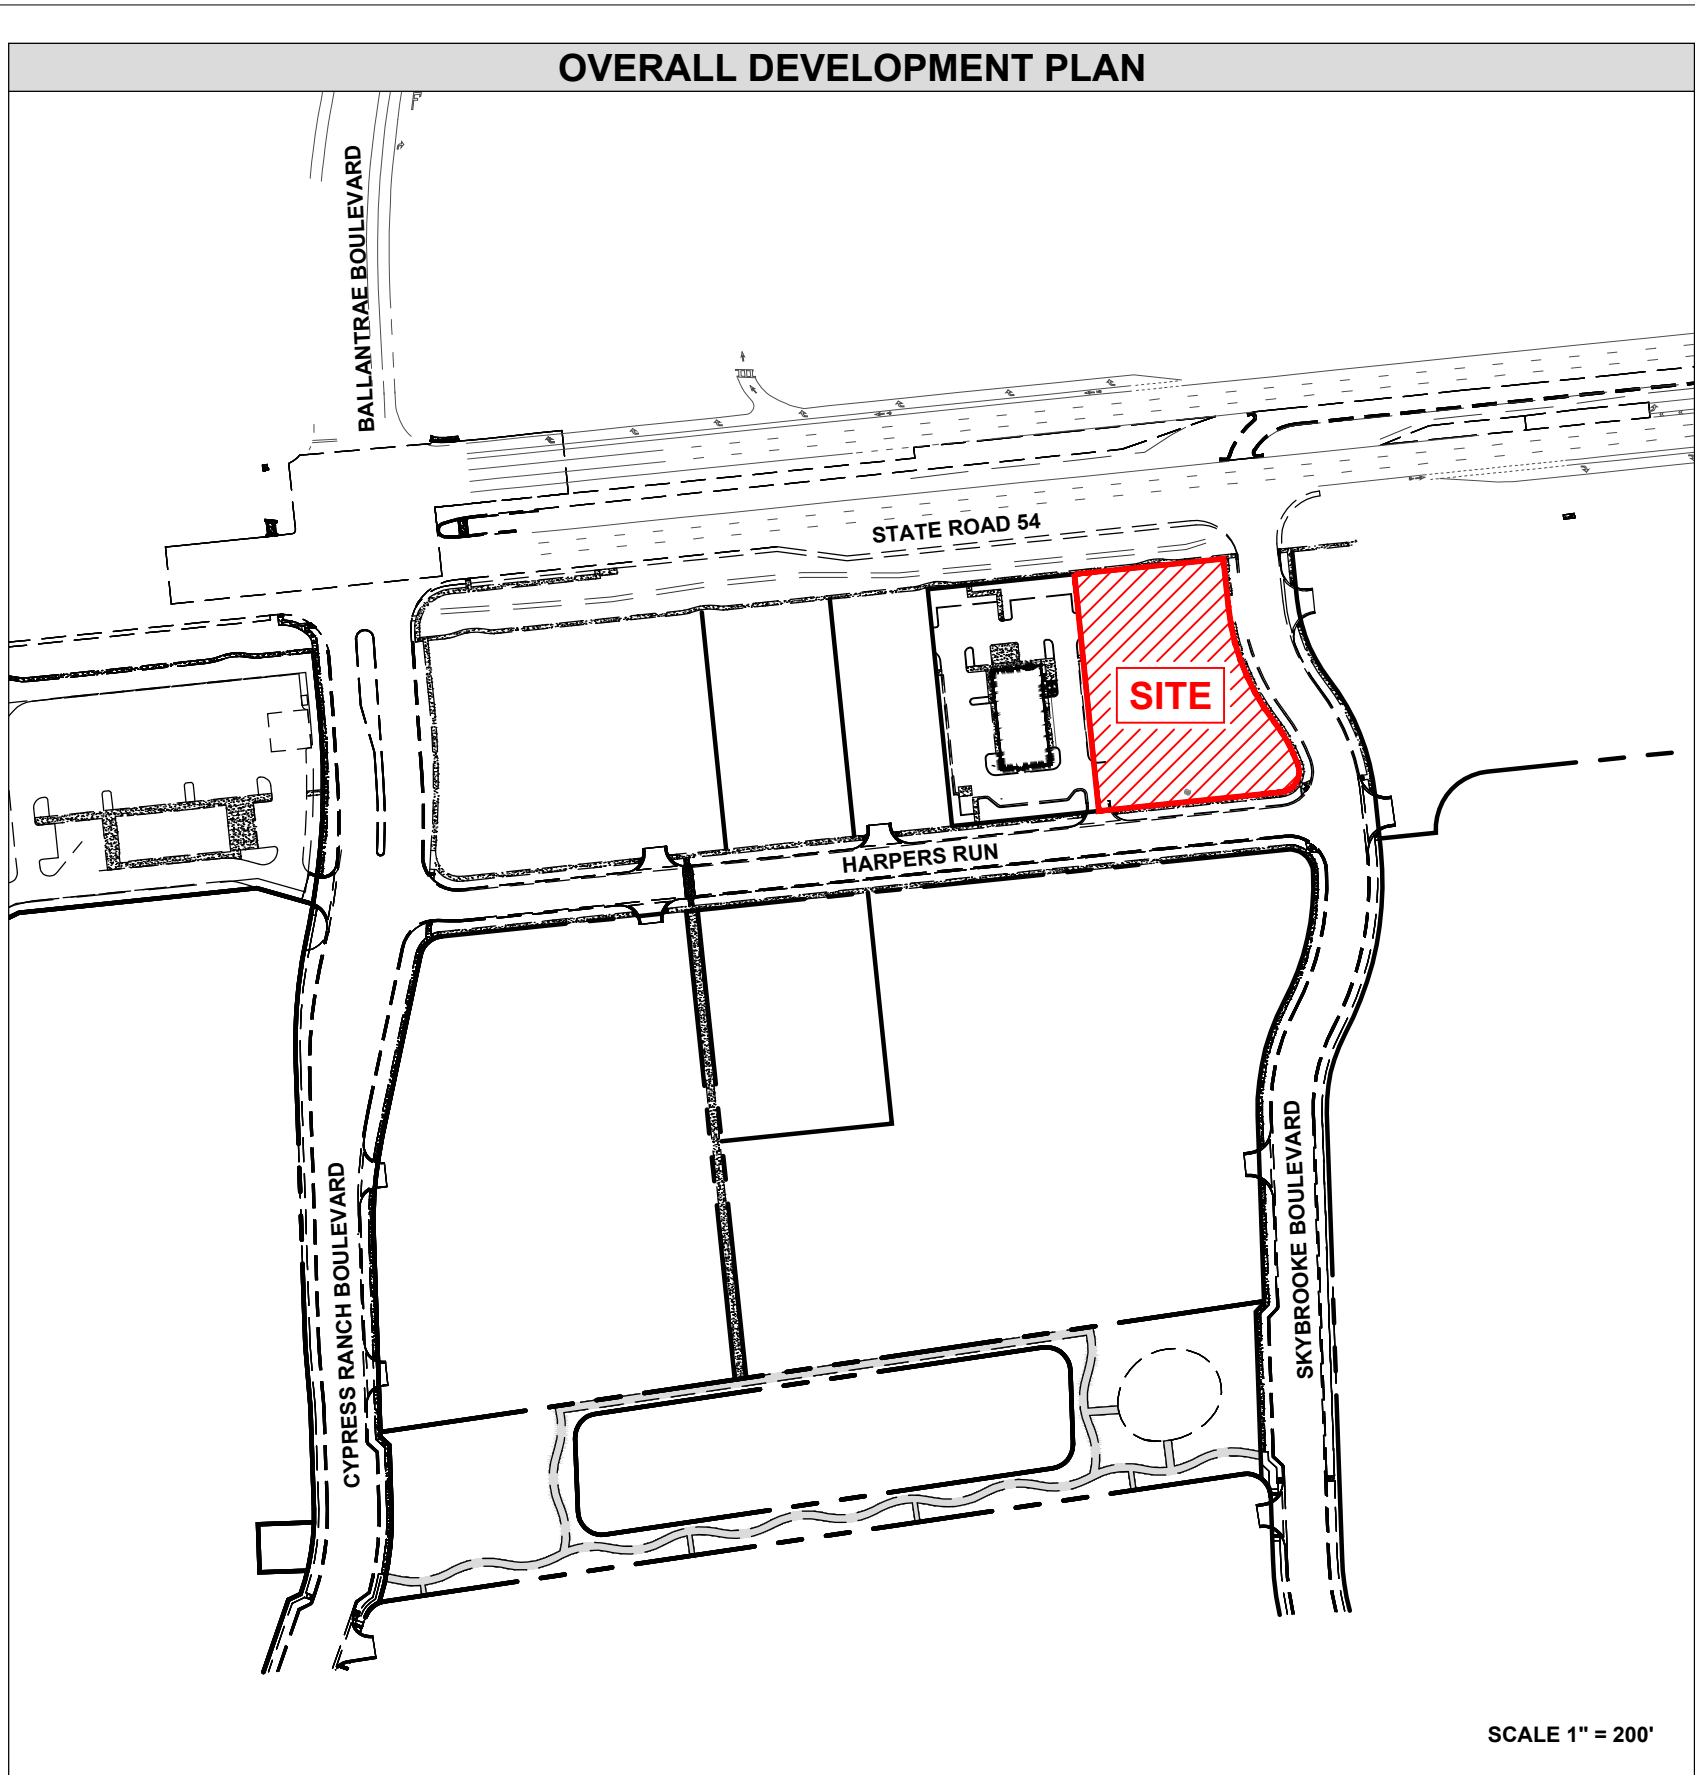 OVERALL DEVELOPMENT PLAN
BALLANTRAE BOULEVARD
STATE ROAD 54
SITE
HARPERS RUN
CYPRESS RANCH BOULEVARD
SKYBROOKE BOULEVARD
SCALE 1" = 200'